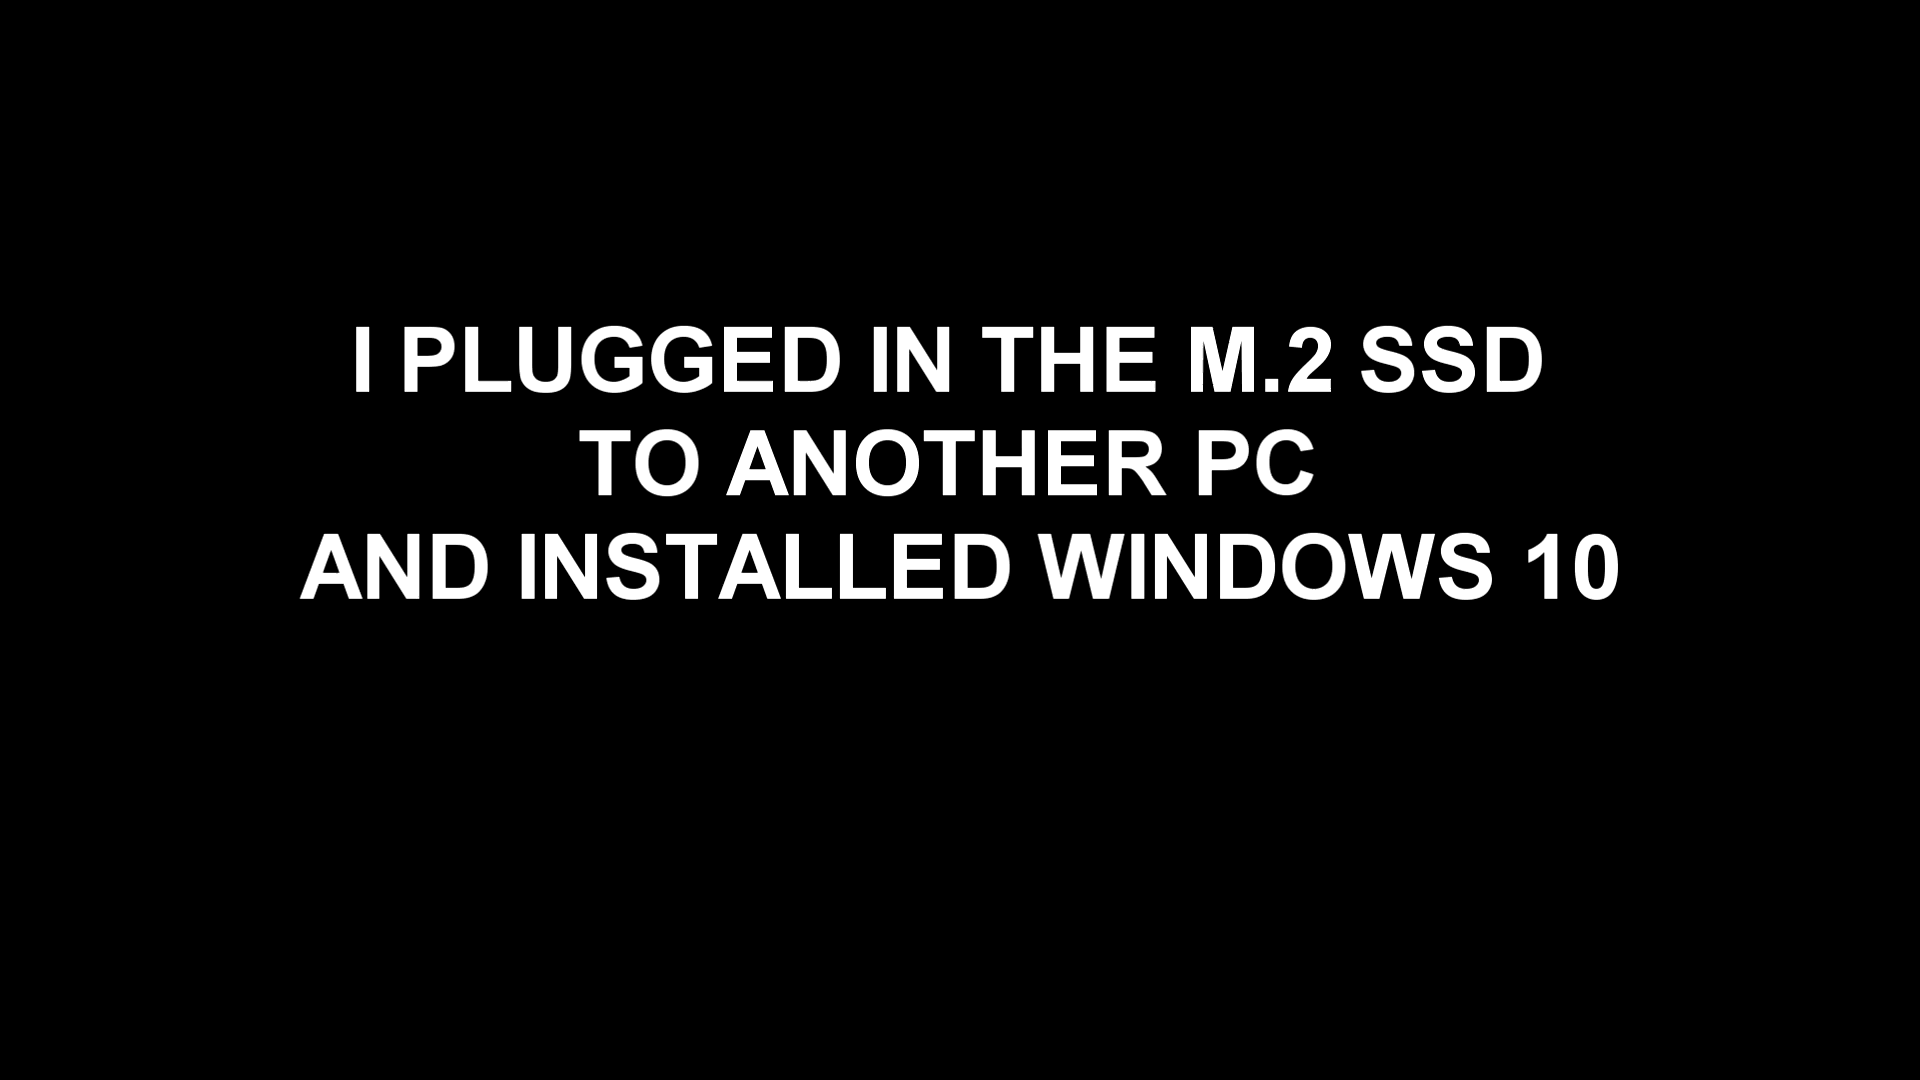 I PLUGGED IN THE M.2 SSD
TO ANOTHER PC
AND INSTALLED WINDOWS 10